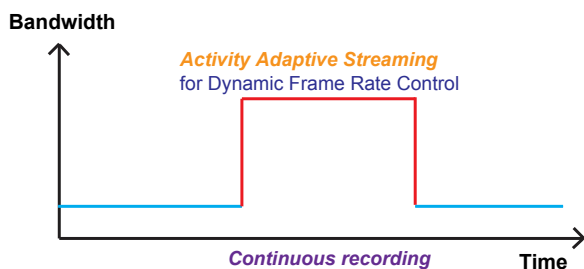 Bandwidth
Activity Adaptive Streaming
for Dynamic Frame Rate Control
Continuous recording
Time